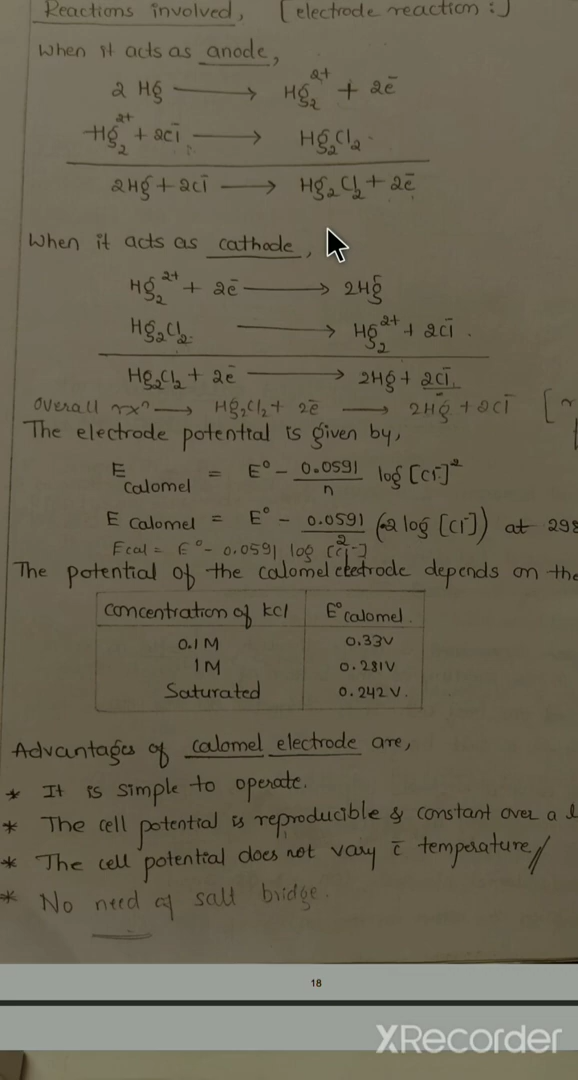 Reactions involved, [electrode reaction :]
When it acts as anode,
2 Hg ⟶ Hg₂²⁺ + 2e̅
Hg₂²⁺ + 2Cl̅ ⟶ Hg₂Cl₂.
2Hg + 2Cl̅ ⟶ Hg₂Cl₂ + 2e̅
When it acts as cathode,
Hg₂²⁺ + 2e̅ ⟶ 2Hg
Hg₂Cl₂ ⟶ Hg₂²⁺ + 2Cl̅.
Hg₂Cl₂ + 2e̅ ⟶ 2Hg + 2Cl̅.
Overall rxⁿ ⟶ Hg₂Cl₂ + 2e̅ ⟶ 2Hg + 2Cl̅ [
The electrode potential is given by,
E calomel = E° - 0.0591/n log [Cl⁻]²
E calomel = E° - 0.0591/2 (2 log [Cl⁻]) at 298
Ecal = E° - 0.0591 log [Cl⁻]
The potential of the calomel electrode depends on the
Concentration of KCl E°calomel.
0.1M 0.33V
1M 0.281V
Saturated 0.242V.
Advantages of calomel electrode are,
* It is simple to operate.
* The cell potential is reproducible & constant over a l
* The cell potential does not vary c̅ temperature//
* No need of salt bridge.
18
XRecorder